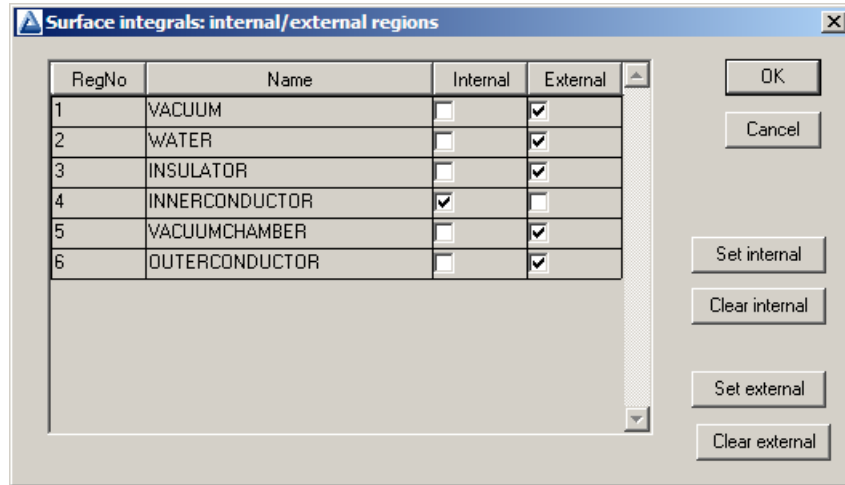 Surface integrals: internal/external regions
RegNo Name Internal External
1 VACUUM
2 WATER
3 INSULATOR
4 INNERCONDUCTOR
5 VACUUMCHAMBER
6 OUTERCONDUCTOR
OK
Cancel
Set internal
Clear internal
Set external
Clear external